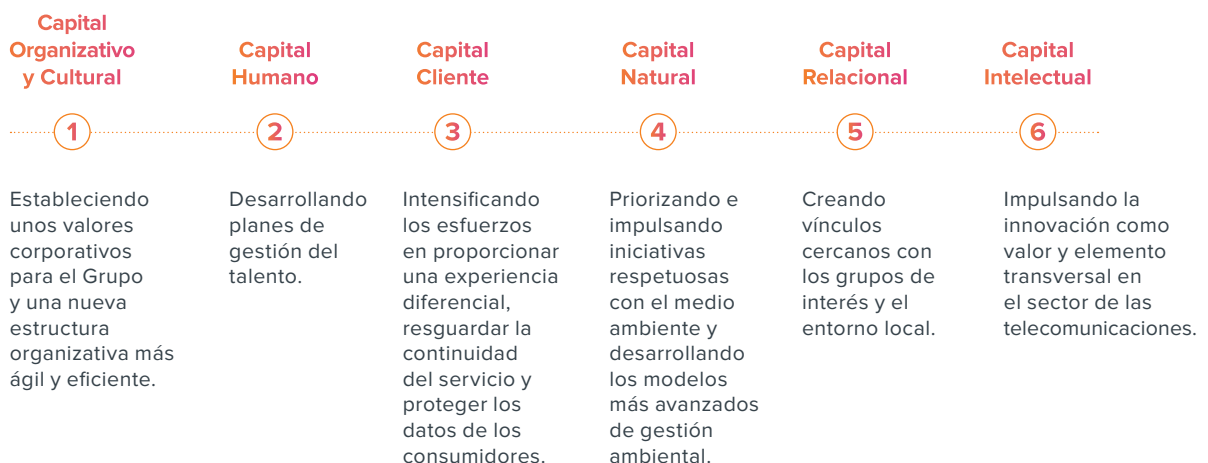 Capital
Organizativo
y Cultural
1
Estableciendo
unos valores
corporativos
para el Grupo
y una nueva
estructura
organizativa más
ágil y eficiente.
Capital
Humano
2
Desarrollando
planes de
gestión del
talento.
Capital
Cliente
3
Intensificando
los esfuerzos
en proporcionar
una experiencia
diferencial,
resguardar la
continuidad
del servicio y
proteger los
datos de los
consumidores.
Capital
Natural
4
Priorizando e
impulsando
iniciativas
respetuosas
con el medio
ambiente y
desarrollando
los modelos
más avanzados
de gestión
ambiental.
Capital
Relacional
5
Creando
vínculos
cercanos con
los grupos de
interés y el
entorno local.
Capital
Intelectual
6
Impulsando la
innovación como
valor y elemento
transversal en
el sector de las
telecomunicaciones.